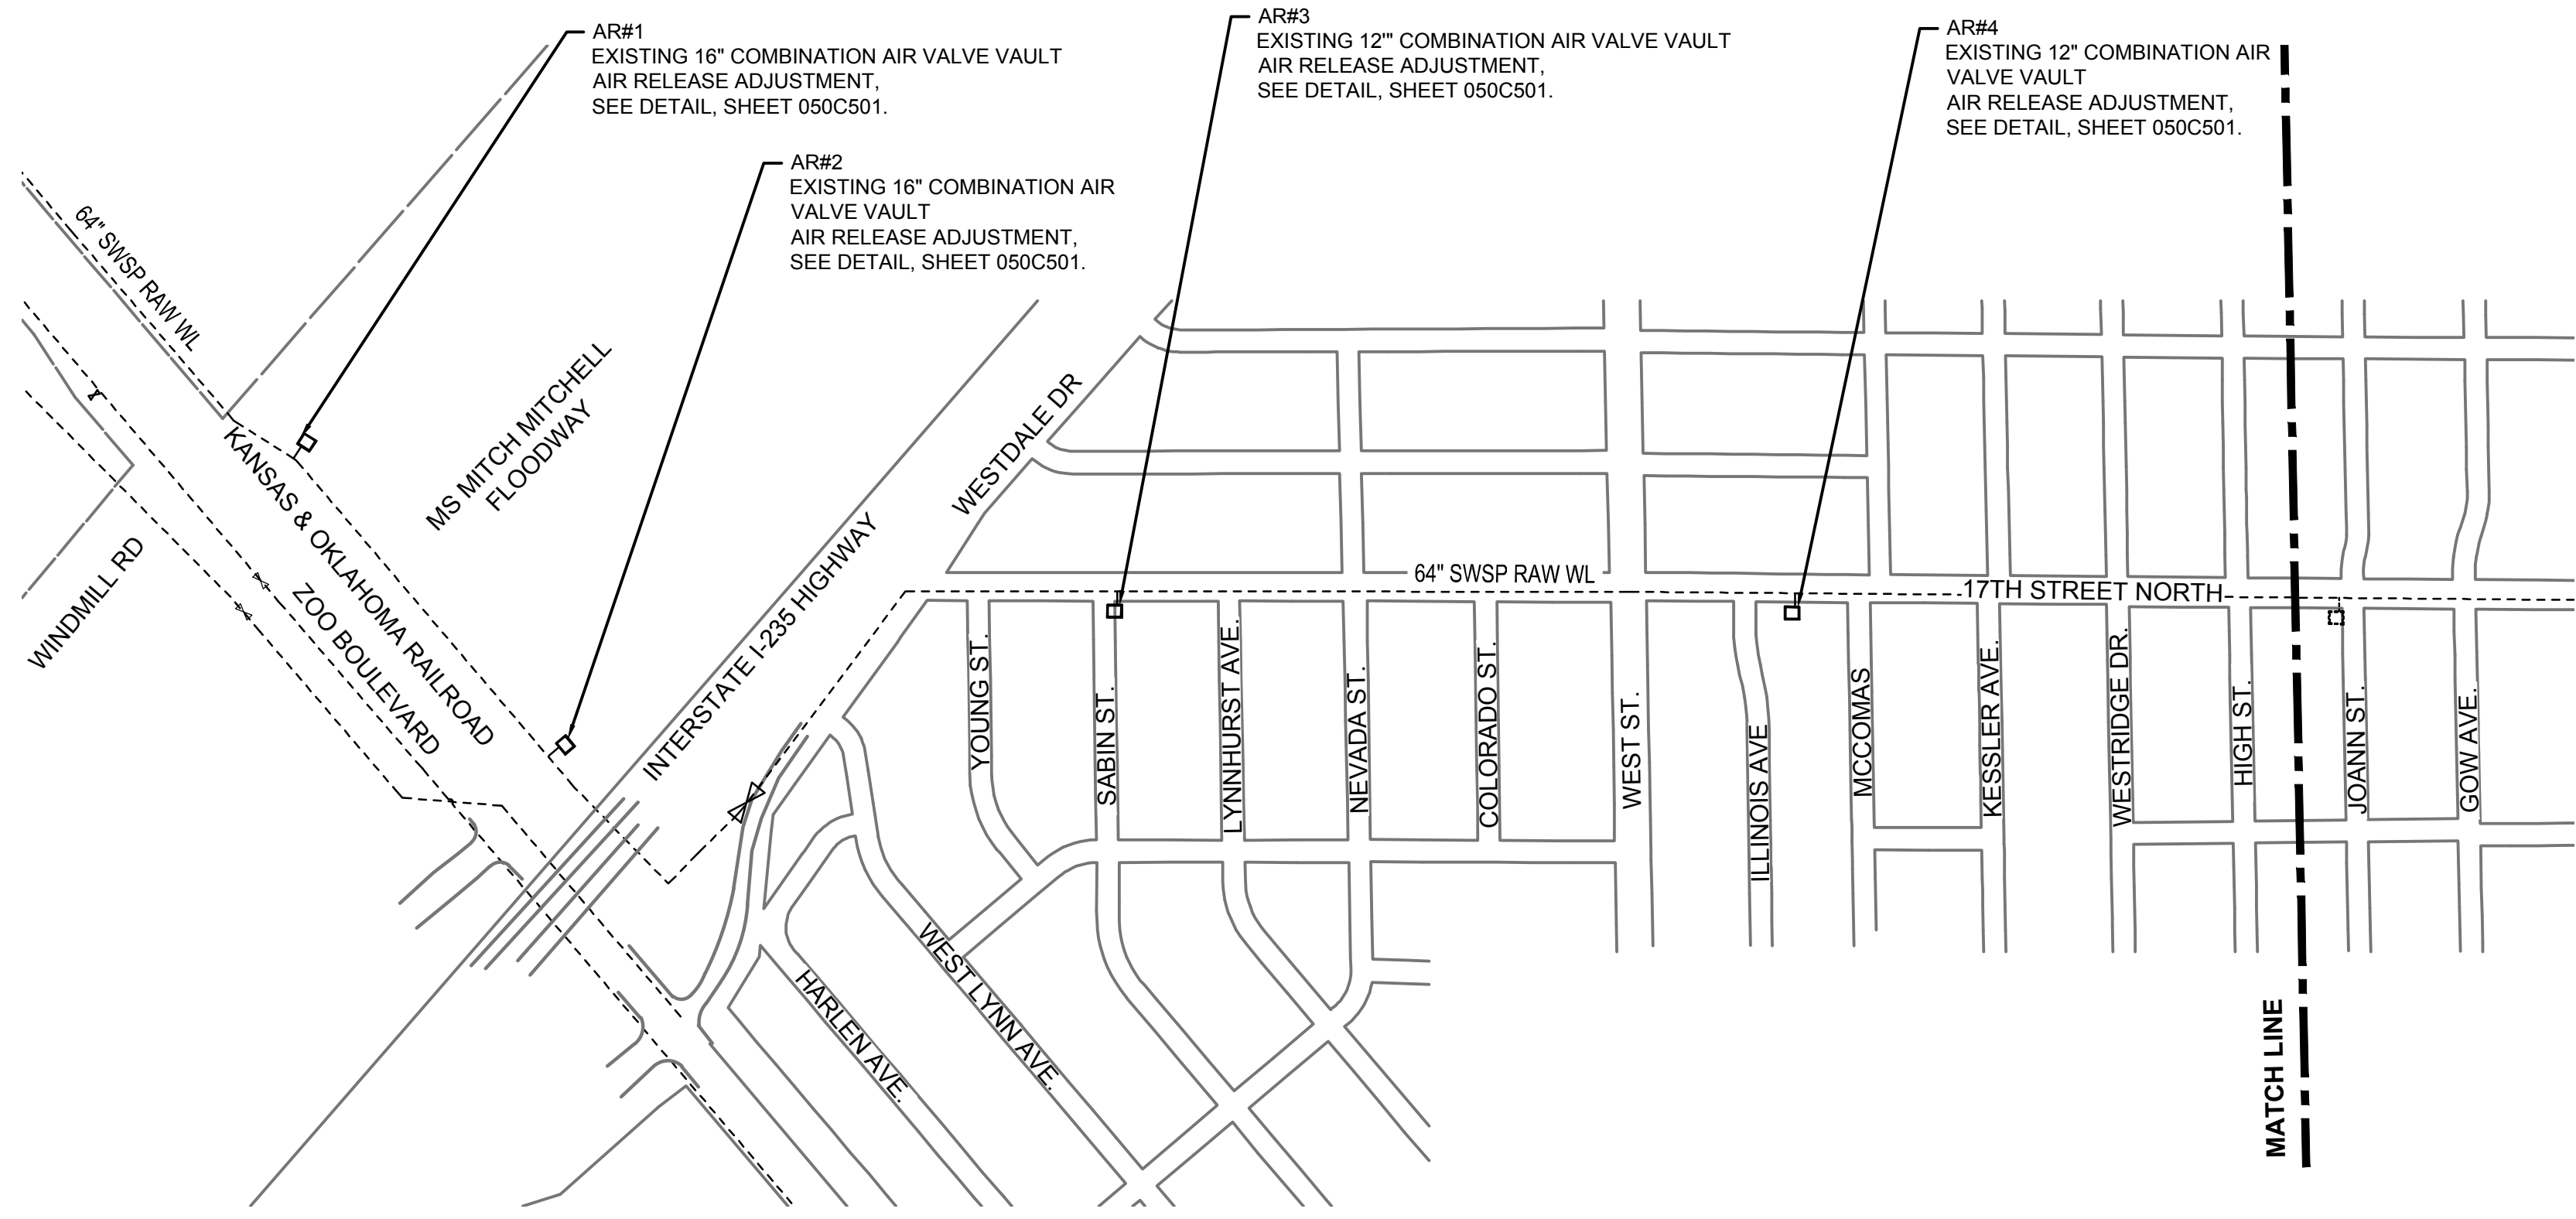 AR#1
EXISTING 16" COMBINATION AIR VALVE VAULT
AIR RELEASE ADJUSTMENT,
SEE DETAIL, SHEET 050C501.
AR#2
EXISTING 16" COMBINATION AIR
VALVE VAULT
AIR RELEASE ADJUSTMENT,
SEE DETAIL, SHEET 050C501.
AR#3
EXISTING 12'" COMBINATION AIR VALVE VAULT
AIR RELEASE ADJUSTMENT,
SEE DETAIL, SHEET 050C501.
AR#4
EXISTING 12" COMBINATION AIR
VALVE VAULT
AIR RELEASE ADJUSTMENT,
SEE DETAIL, SHEET 050C501.
64" SWSP RAW WL
KANSAS & OKLAHOMA RAILROAD
MS MITCH MITCHELL
FLOODWAY
WINDMILL RD
ZOO BOULEVARD
INTERSTATE I-235 HIGHWAY
WESTDALE DR
64" SWSP RAW WL
17TH STREET NORTH
YOUNG ST.
SABIN ST.
LYNNHURST AVE.
NEVADA ST.
COLORADO ST.
WEST ST.
ILLINOIS AVE
MCCOMAS
KESSLER AVE.
WESTRIDGE DR.
HIGH ST.
JOANN ST.
GOW AVE.
HARLEN AVE.
WEST LYNN AVE.
MATCH LINE